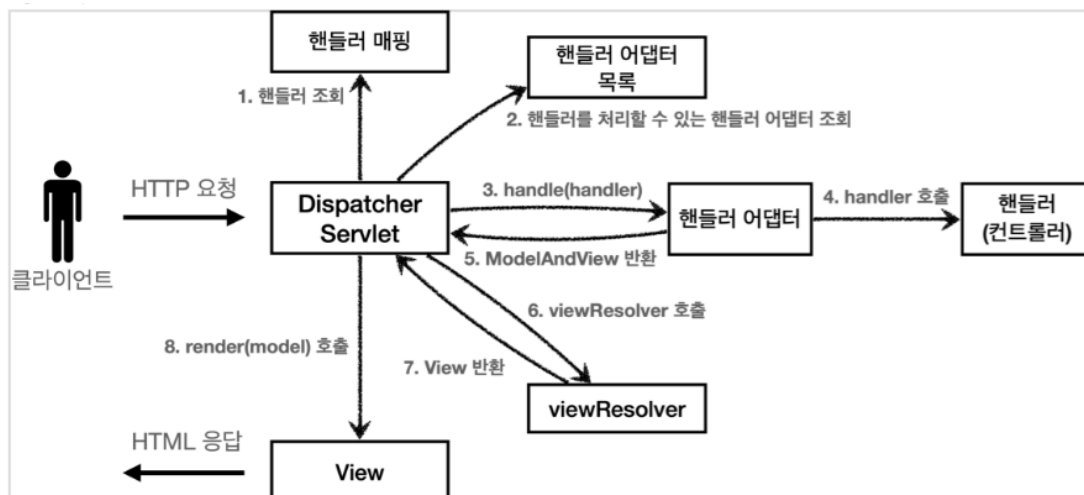 핸들러 매핑
핸들러 어댑터
목록
1. 핸들러 조회
2. 핸들러를 처리할 수 있는 핸들러 어댑터 조회
HTTP 요청
클라이언트
Dispatcher
Servlet
3. handle(handler)
핸들러 어댑터
4. handler 호출
핸들러
(컨트롤러)
5. ModelAndView 반환
6. viewResolver 호출
7. View 반환
8. render(model) 호출
viewResolver
HTML 응답
View